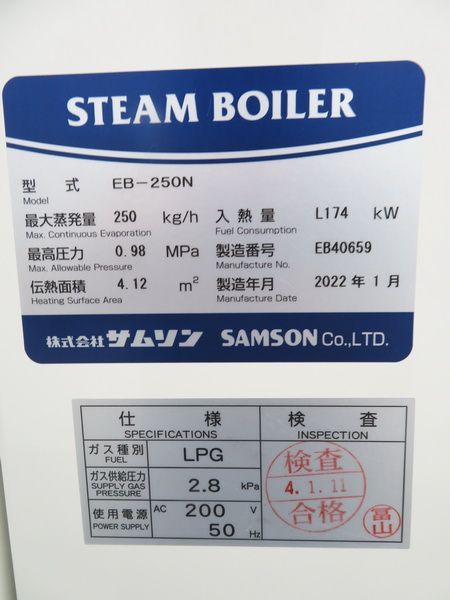 STEAM BOILER
型式 EB-250N
Model
最大蒸発量 250 kg/h 入熱量 L174 kW
Max. Continuous Evaporation Fuel Consumption
最高圧力 0.98 MPa 製造番号 EB40659
Max. Allowable Pressure Manufacture No.
伝熱面積 4.12 m² 製造年月 2022年1月
Heating Surface Area Manufacture Date
株式会社サムソン SAMSON Co.,LTD.
仕様 検査
SPECIFICATIONS INSPECTION
ガス種別 LPG
FUEL
ガス供給圧力 2.8 kPa
SUPPLY GAS PRESSURE
使用電源 AC 200 V
POWER SUPPLY 50 Hz
検査
4.1.11
合格
冨山